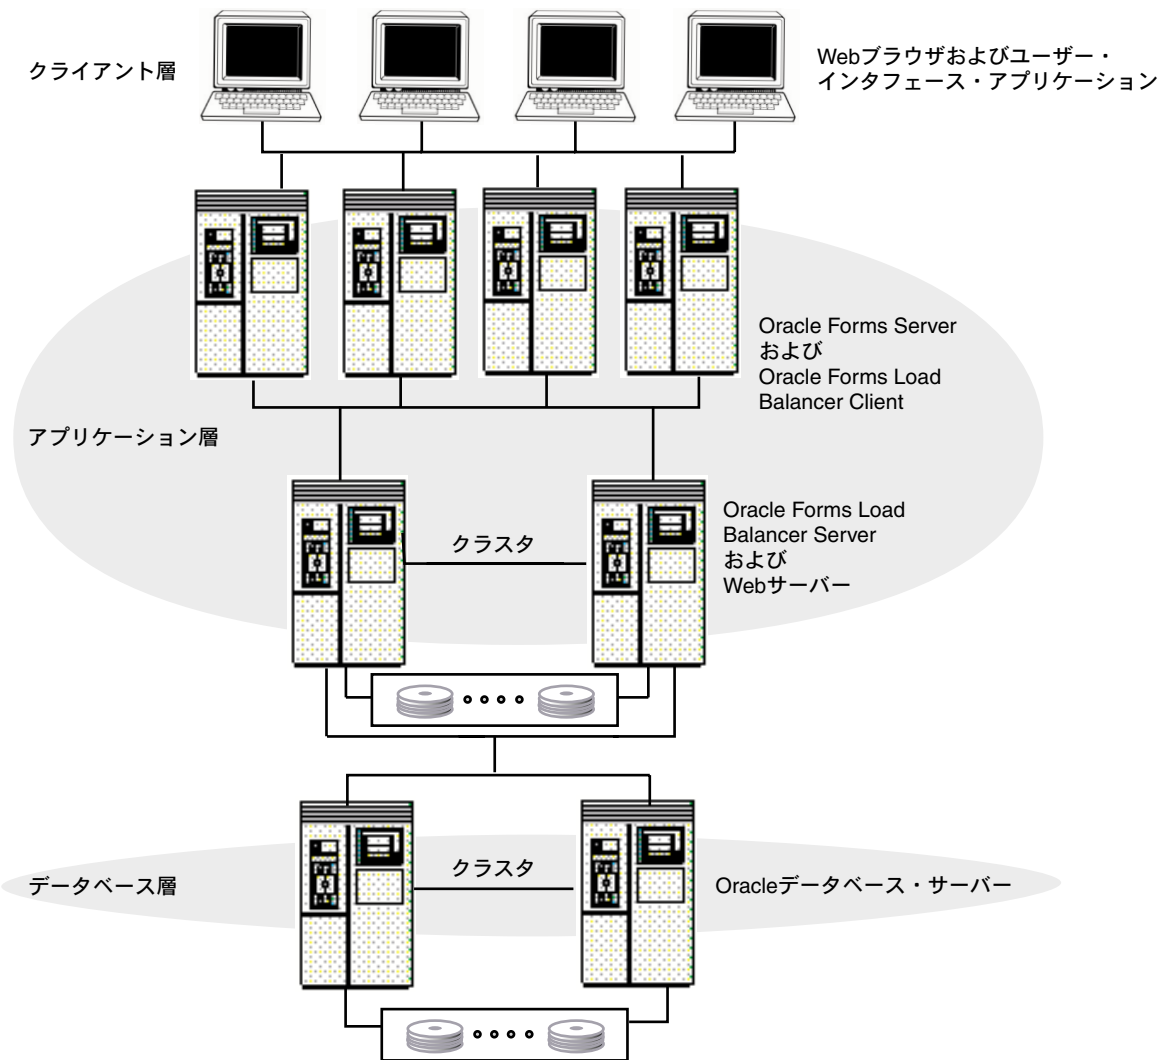 クライアント層
Webブラウザおよびユーザー・
インタフェース・アプリケーション
Oracle Forms Server
および
Oracle Forms Load
Balancer Client
アプリケーション層
Oracle Forms Load
Balancer Server
および
Webサーバー
クラスタ
クラスタ
データベース層
Oracleデータベース・サーバー